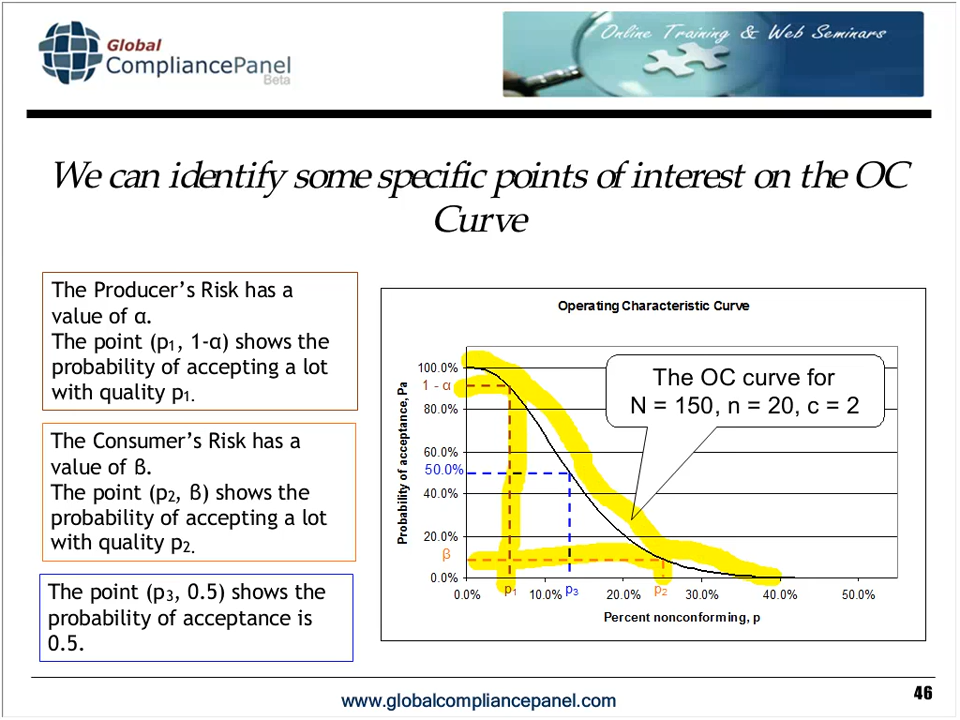 Global
CompliancePanel
Beta
Online Training & Web Seminars
We can identify some specific points of interest on the OC
Curve
The Producer's Risk has a
value of α.
The point (p1, 1-α) shows the
probability of accepting a lot
with quality p1.
The Consumer's Risk has a
value of ß.
The point (p2, ß) shows the
probability of accepting a lot
with quality p2.
The point (p3, 0.5) shows the
probability of acceptance is
0.5.
Operating Characteristic Curve
The OC curve for
N = 150, n = 20, c = 2
Probability of acceptance, Pa
100.0%
1 - α
80.0%
60.0%
50.0%
40.0%
20.0%
β
0.0%
0.0% p1 10.0% p3 20.0% p2 30.0% 40.0% 50.0%
Percent nonconforming, p
www.globalcompliancepanel.com
46